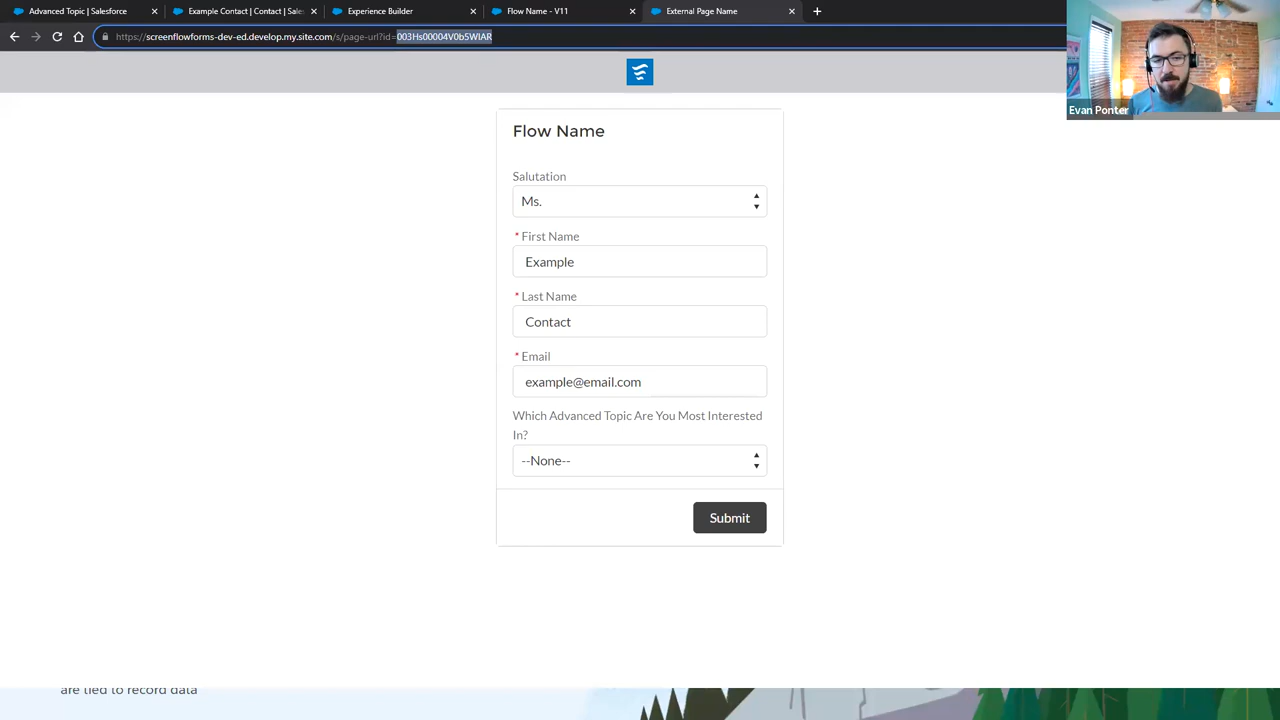 Advanced Topic | Salesforce
Example Contact | Contact | Sales
Experience Builder
Flow Name - V11
External Page Name
https://screenflowforms-dev-ed.develop.my.site.com/s/page-url?id=003Hs00004V0b5WIAR
Evan Ponter
Flow Name
Salutation
Ms.
* First Name
Example
* Last Name
Contact
* Email
example@email.com
Which Advanced Topic Are You Most Interested
In?
--None--
Submit
are tied to record data